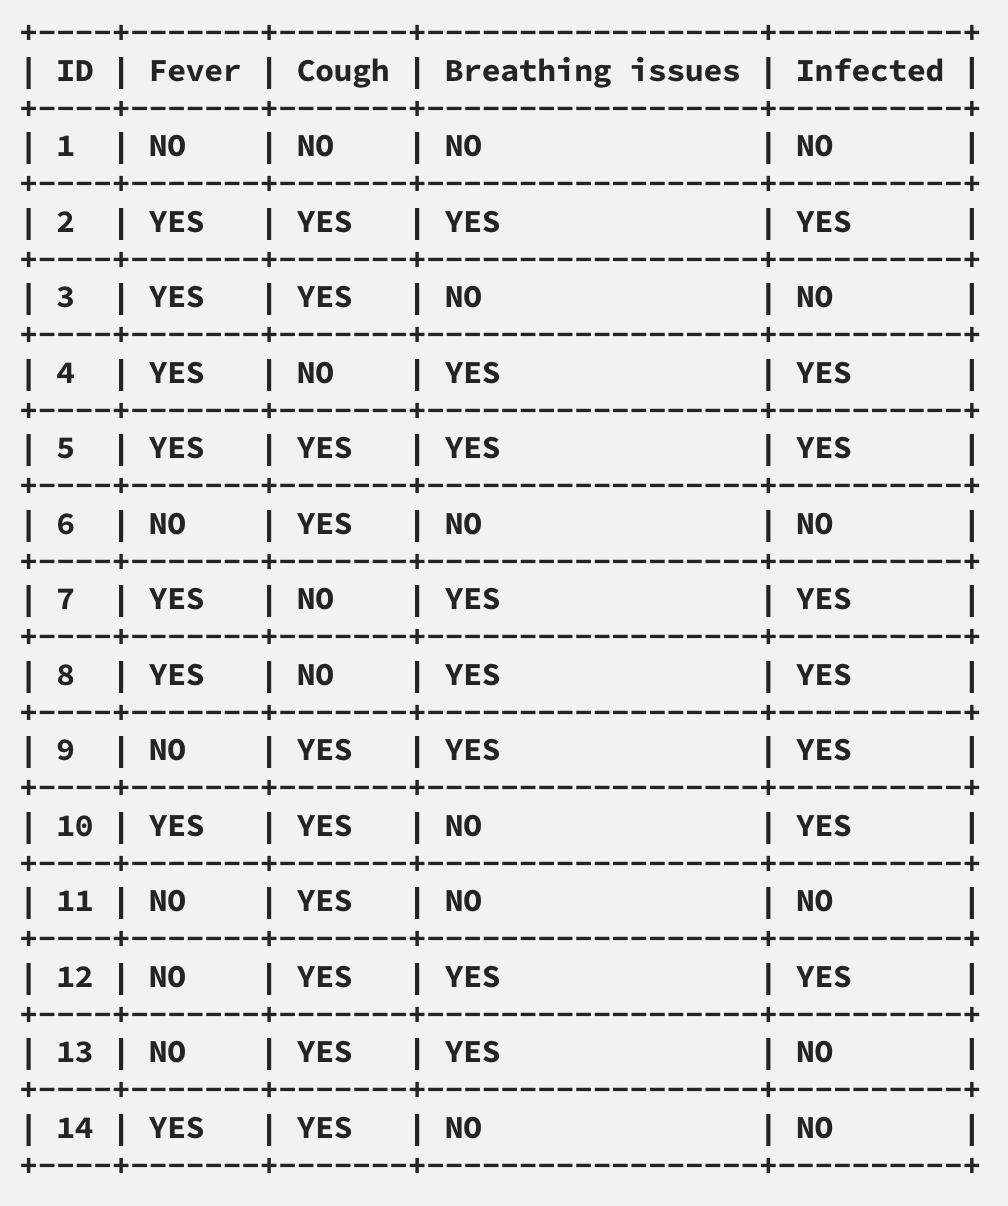 +----+-------+-------+------------------+----------+
| ID | Fever | Cough | Breathing issues | Infected |
+----+-------+-------+------------------+----------+
| 1  | NO    | NO    | NO               | NO       |
+----+-------+-------+------------------+----------+
| 2  | YES   | YES   | YES              | YES      |
+----+-------+-------+------------------+----------+
| 3  | YES   | YES   | NO               | NO       |
+----+-------+-------+------------------+----------+
| 4  | YES   | NO    | YES              | YES      |
+----+-------+-------+------------------+----------+
| 5  | YES   | YES   | YES              | YES      |
+----+-------+-------+------------------+----------+
| 6  | NO    | YES   | NO               | NO       |
+----+-------+-------+------------------+----------+
| 7  | YES   | NO    | YES              | YES      |
+----+-------+-------+------------------+----------+
| 8  | YES   | NO    | YES              | YES      |
+----+-------+-------+------------------+----------+
| 9  | NO    | YES   | YES              | YES      |
+----+-------+-------+------------------+----------+
| 10 | YES   | YES   | NO               | YES      |
+----+-------+-------+------------------+----------+
| 11 | NO    | YES   | NO               | NO       |
+----+-------+-------+------------------+----------+
| 12 | NO    | YES   | YES              | YES      |
+----+-------+-------+------------------+----------+
| 13 | NO    | YES   | YES              | NO       |
+----+-------+-------+------------------+----------+
| 14 | YES   | YES   | NO               | NO       |
+----+-------+-------+------------------+----------+